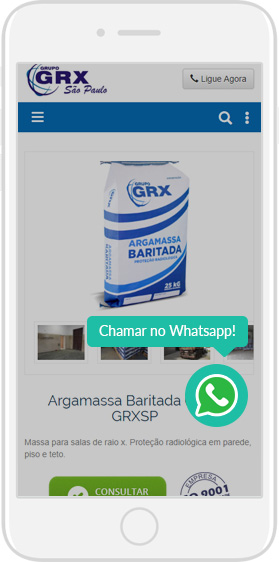 GRUPO
GRX
São Paulo
Ligue Agora
GRUPO
GRX
ARGAMASSA
BARITADA
PROTEÇÃO RADIOLÓGICA
25 KG
Chamar no Whatsapp!
Argamassa Baritada
GRXSP
Massa para salas de raio x. Proteção radiológica em parede,
piso e teto.
CONSULTAR
EMPRESA
9001